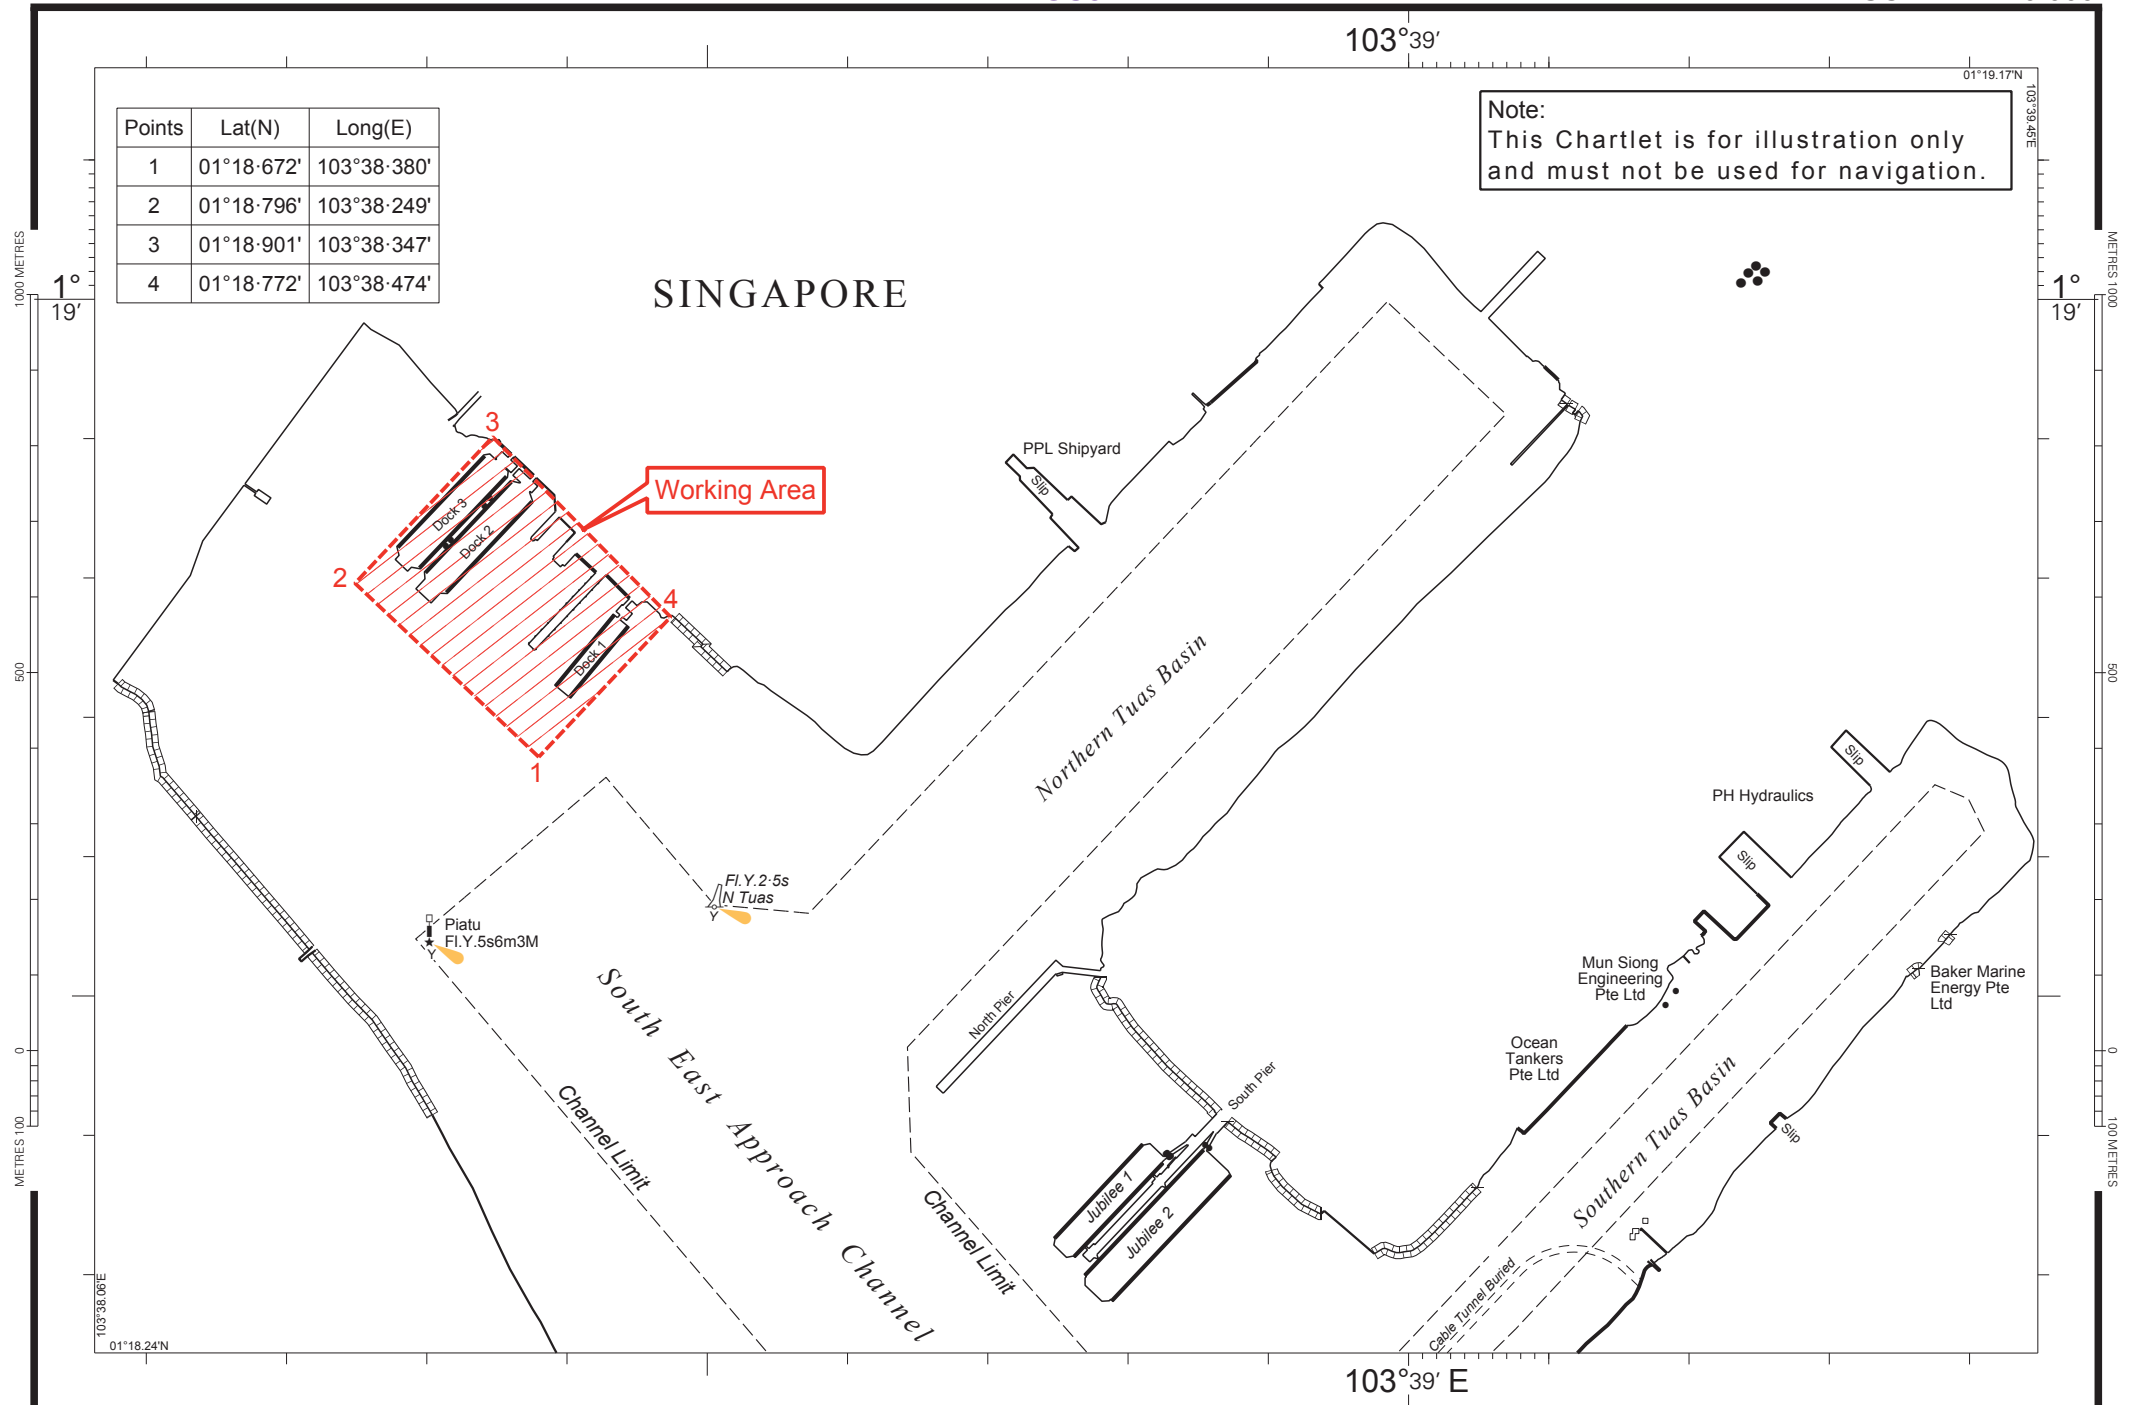 103°39′
01°19.17'N
103°39.45'E
Points Lat(N) Long(E)
1 01°18·672' 103°38·380'
2 01°18·796' 103°38·249'
3 01°18·901' 103°38·347'
4 01°18·772' 103°38·474'
Note:
This Chartlet is for illustration only
and must not be used for navigation.
1000 METRES
METRES 1000
1°
19′
1°
19′
SINGAPORE
3
Working Area
PPL Shipyard
Slip
Dock 3
Dock 2
2
4
Dock 1
1
500
500
Northern Tuas Basin
Slip
PH Hydraulics
Slip
Fl.Y.2·5s
N Tuas
Y
Piatu
Fl.Y.5s6m3M
Y
South East Approach Channel
North Pier
Mun Siong
Engineering
Pte Ltd
Baker Marine
Energy Pte
Ltd
Ocean
Tankers
Pte Ltd
0
0
South Pier
Southern Tuas Basin
Slip
Channel Limit
Channel Limit
METRES 100
100 METRES
Jubilee 1
Jubilee 2
Cable Tunnel Buried
103°38.06'E
01°18.24'N
103°39′ E